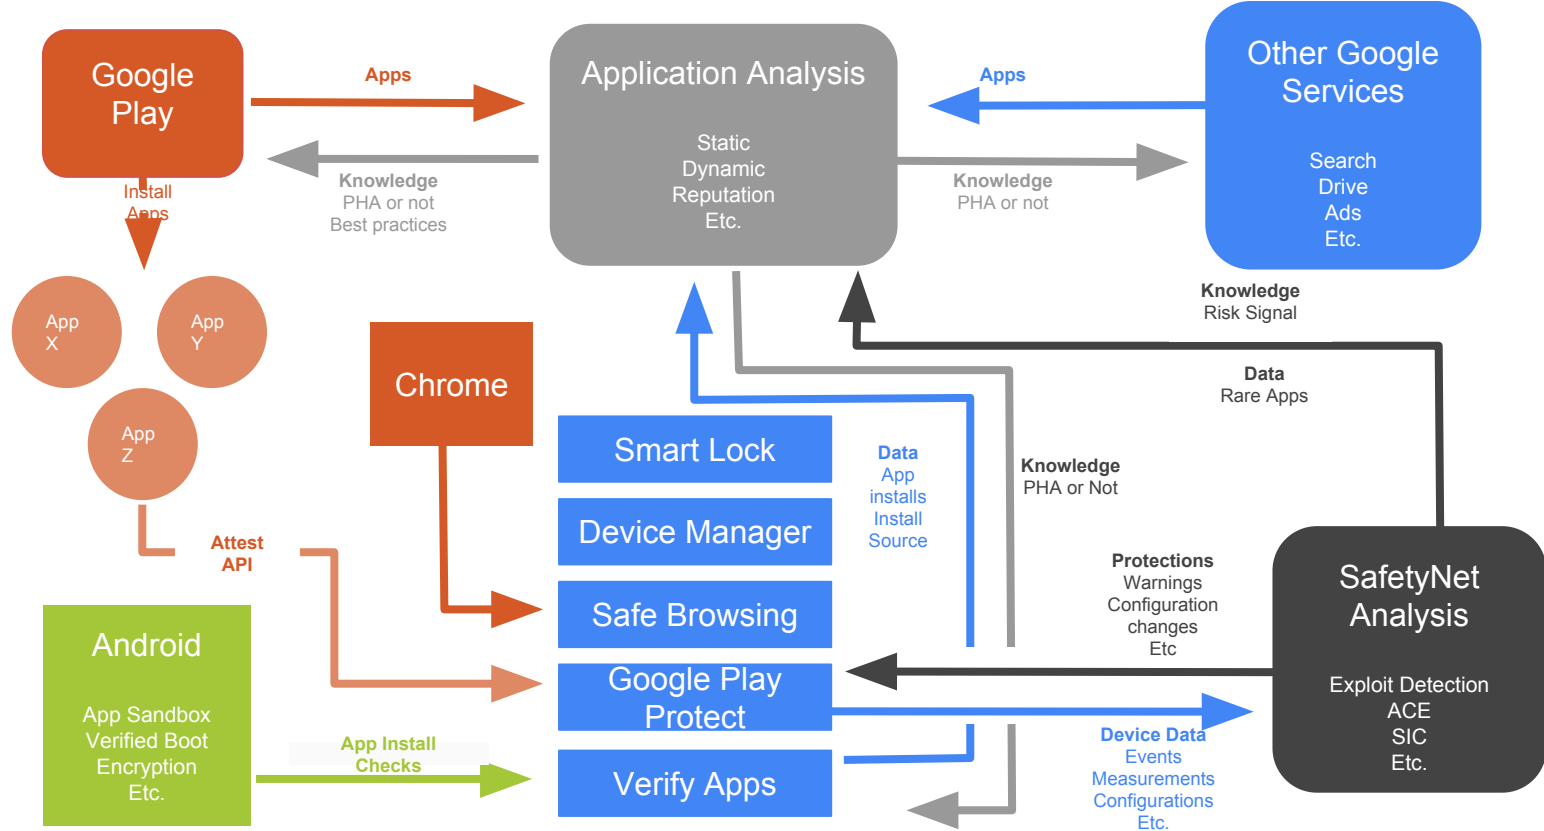 Google
Play
Apps
Application Analysis
Static
Dynamic
Reputation
Etc.
Apps
Other Google
Services
Search
Drive
Ads
Etc.
Knowledge
PHA or not
Best practices
Knowledge
PHA or not
Install
Apps
App
X
App
Y
App
Z
Chrome
Knowledge
Risk Signal
Data
Rare Apps
Smart Lock
Device Manager
Safe Browsing
Google Play
Protect
Verify Apps
Data
App
installs
Install
Source
Knowledge
PHA or Not
Attest
API
Android
App Sandbox
Verified Boot
Encryption
Etc.
App Install
Checks
Protections
Warnings
Configuration
changes
Etc
Device Data
Events
Measurements
Configurations
Etc.
SafetyNet
Analysis
Exploit Detection
ACE
SIC
Etc.